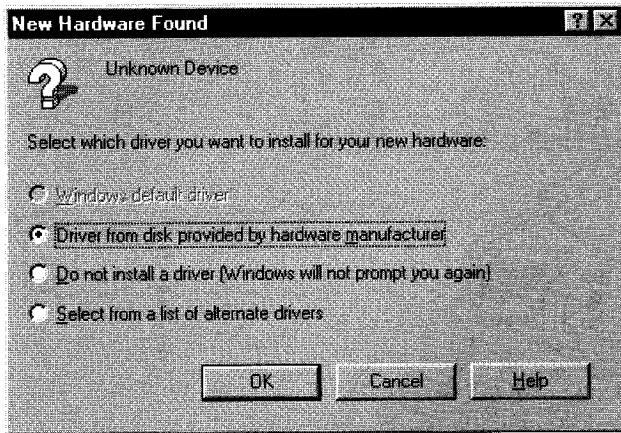 New Hardware Found
Unknown Device
Select which driver you want to install for your new hardware:
Windows default driver
Driver from disk provided by hardware manufacturer
Do not install a driver (Windows will not prompt you again)
Select from a list of alternate drivers
OK Cancel Help